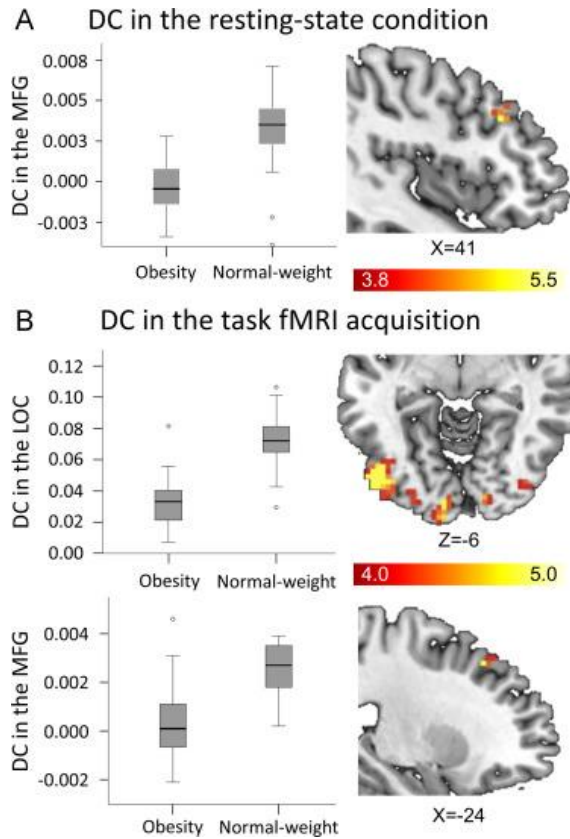 A DC in the resting-state condition
DC in the MFG
0.008
0.005
0.003
0.000
-0.003
Obesity Normal-weight
X=41
3.8 5.5
B DC in the task fMRI acquisition
DC in the LOC
0.12
0.10
0.08
0.06
0.04
0.02
0.00
Obesity Normal-weight
Z=-6
4.0 5.0
DC in the MFG
0.004
0.002
0.000
-0.002
Obesity Normal-weight
X=-24